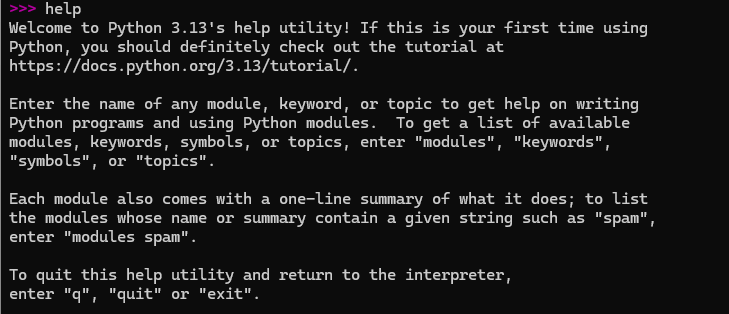 >>> help
Welcome to Python 3.13's help utility! If this is your first time using
Python, you should definitely check out the tutorial at
https://docs.python.org/3.13/tutorial/.
Enter the name of any module, keyword, or topic to get help on writing
Python programs and using Python modules.  To get a list of available
modules, keywords, symbols, or topics, enter "modules", "keywords",
"symbols", or "topics".
Each module also comes with a one-line summary of what it does; to list
the modules whose name or summary contain a given string such as "spam",
enter "modules spam".
To quit this help utility and return to the interpreter,
enter "q", "quit" or "exit".